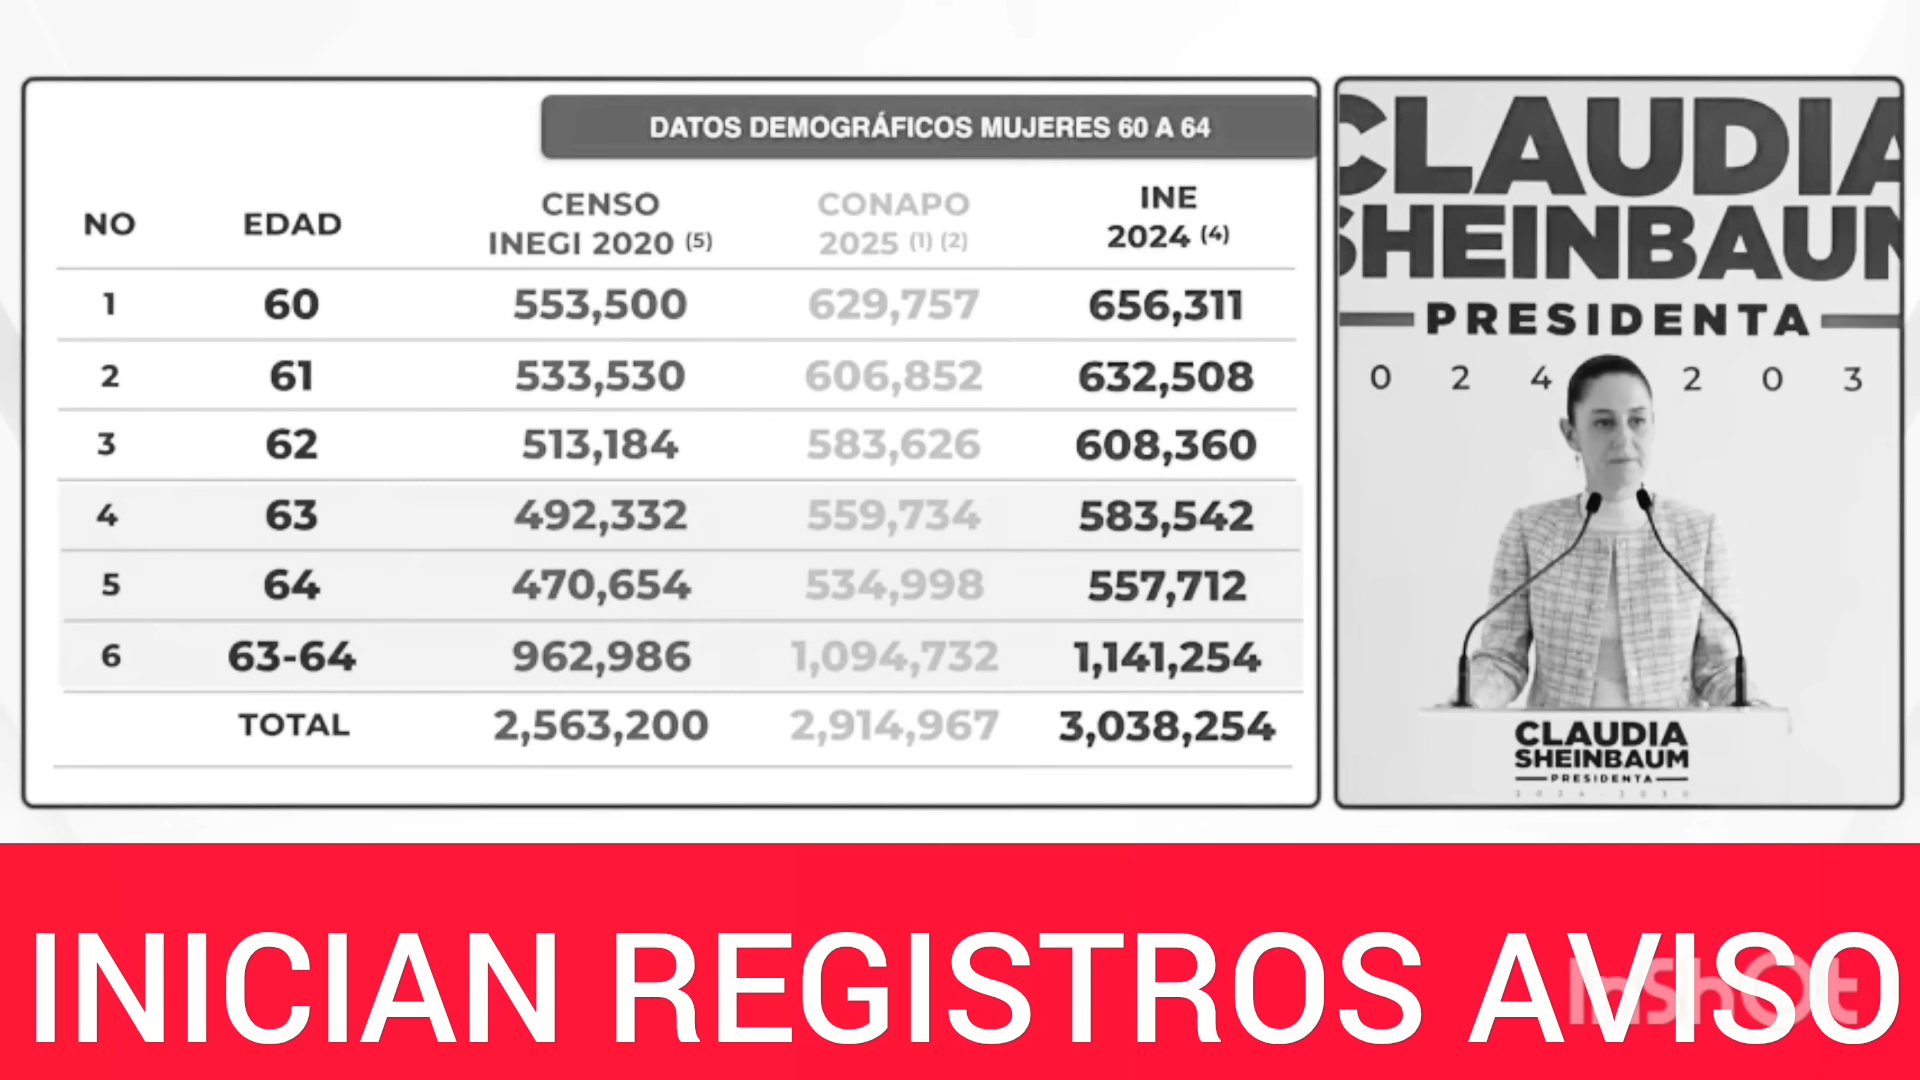 DATOS DEMOGRÁFICOS MUJERES 60 A 64
NO EDAD CENSO INEGI 2020 (5) CONAPO 2025 (1) (2) INE 2024 (4)
1 60 553,500 629,757 656,311
2 61 533,530 606,852 632,508
3 62 513,184 583,626 608,360
4 63 492,332 559,734 583,542
5 64 470,654 534,998 557,712
6 63-64 962,986 1,094,732 1,141,254
TOTAL 2,563,200 2,914,967 3,038,254
CLAUDIA
SHEINBAUM
PRESIDENTA
0 2 4 2 0 3
CLAUDIA
SHEINBAUM
PRESIDENTA
2024-2030
INICIAN REGISTROS AVISO
InShOt